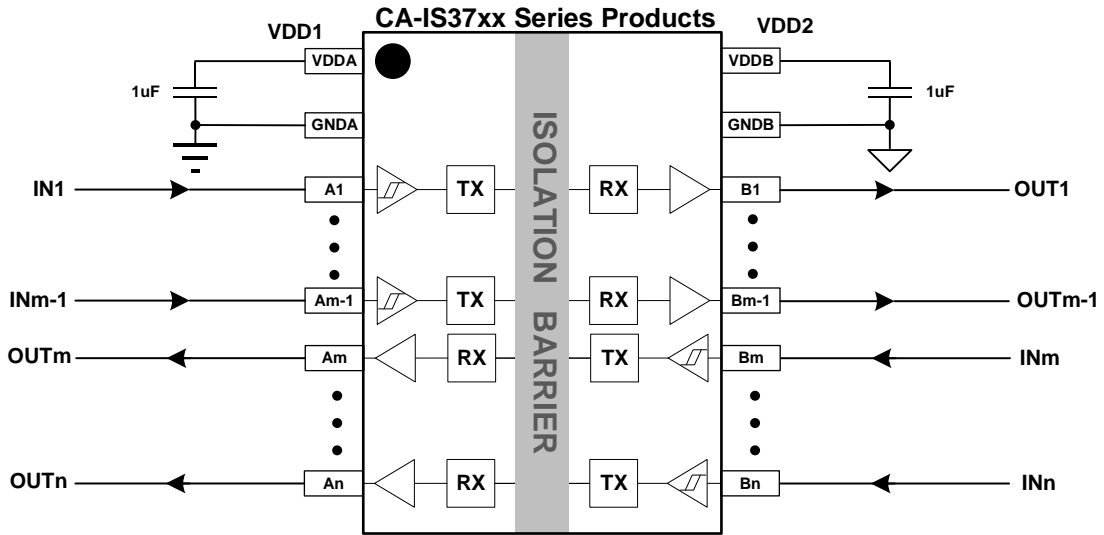 CA-IS37xx Series Products
VDD1
VDD2
VDDA
VDDB
1uF
1uF
GNDA
GNDB
ISOLATION BARRIER
IN1
A1
TX
RX
B1
OUT1
INm-1
Am-1
TX
RX
Bm-1
OUTm-1
OUTm
Am
RX
TX
Bm
INm
OUTn
An
RX
TX
Bn
INn